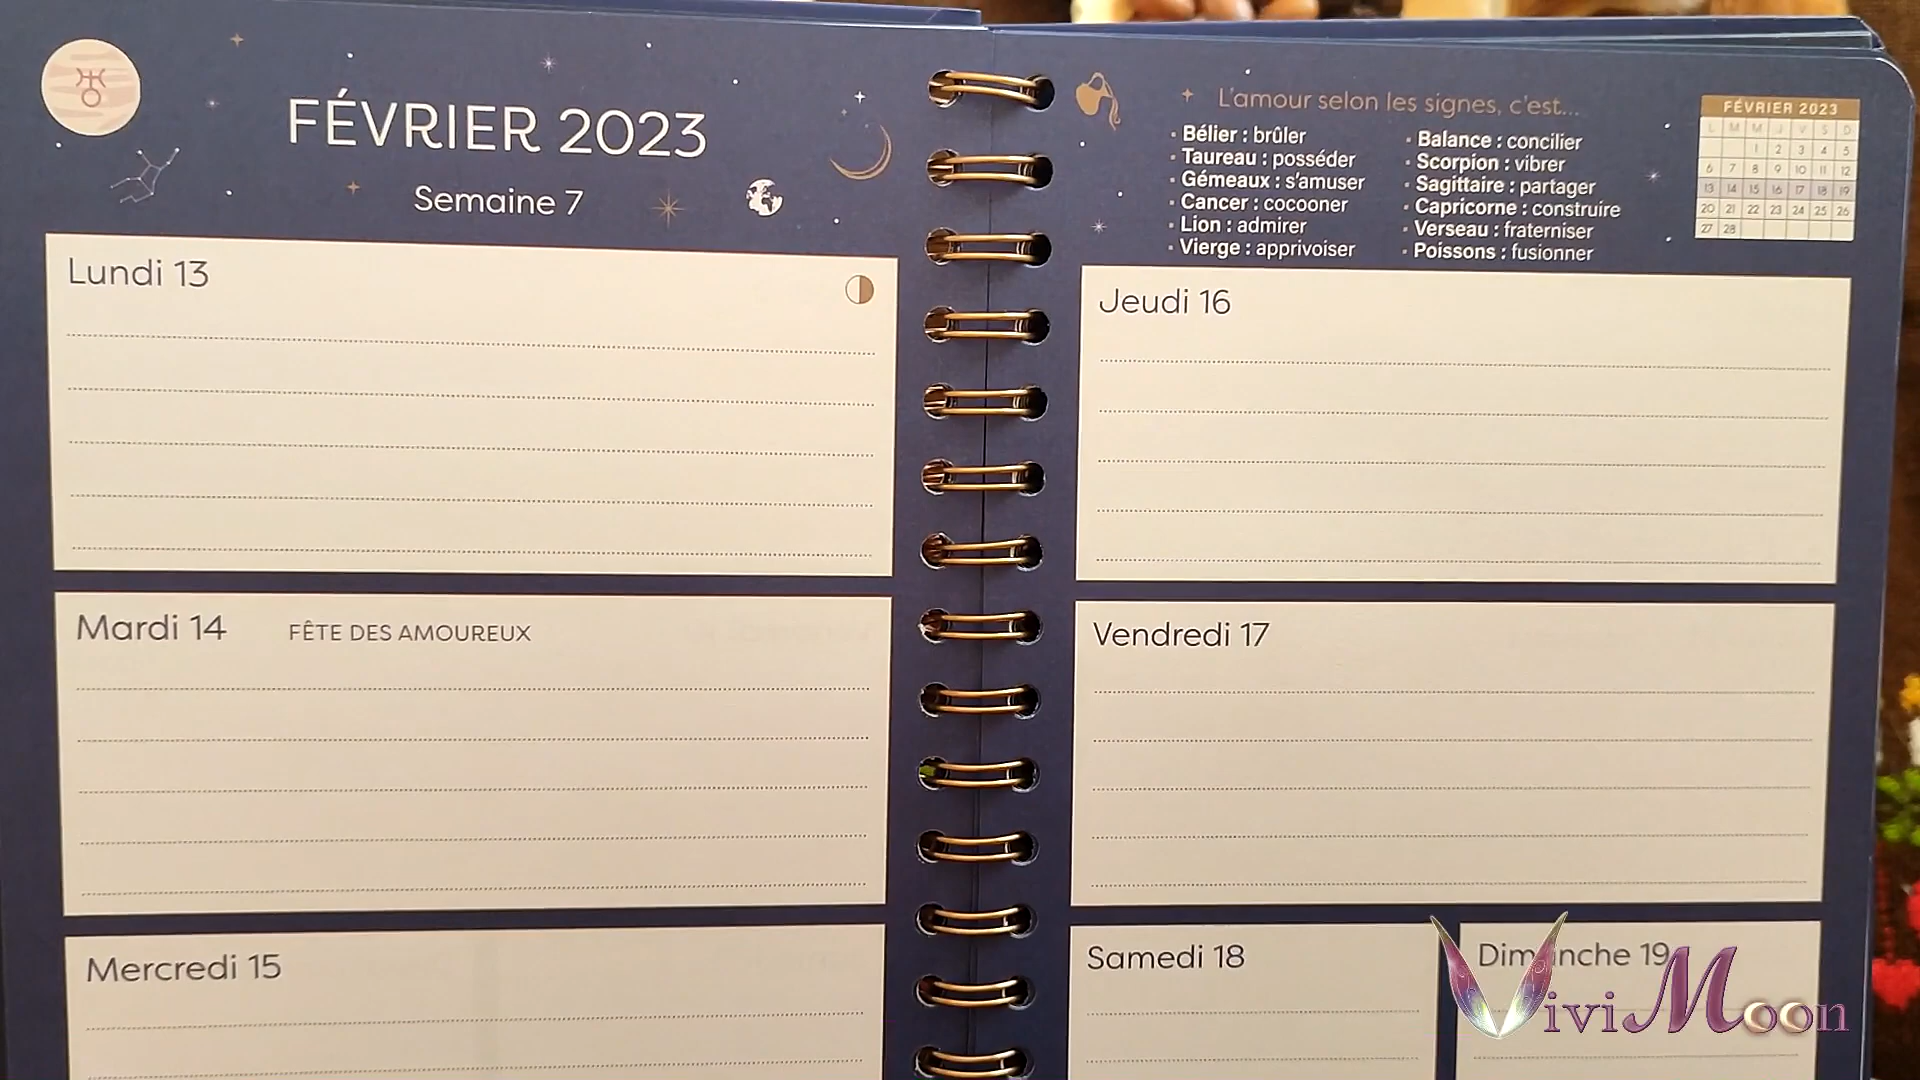 FÉVRIER 2023
Semaine 7
Lundi 13
Mardi 14 FÊTE DES AMOUREUX
Mercredi 15
L'amour selon les signes, c'est...
• Bélier : brûler
• Taureau : posséder
• Gémeaux : s'amuser
• Cancer : cocooner
• Lion : admirer
• Vierge : apprivoiser
• Balance : concilier
• Scorpion : vibrer
• Sagittaire : partager
• Capricorne : construire
• Verseau : fraterniser
• Poissons : fusionner
FÉVRIER 2023
L M M J V S D
1 2 3 4 5
6 7 8 9 10 11 12
13 14 15 16 17 18 19
20 21 22 23 24 25 26
27 28
Jeudi 16
Vendredi 17
Samedi 18
Dimanche 19
ViviMoon